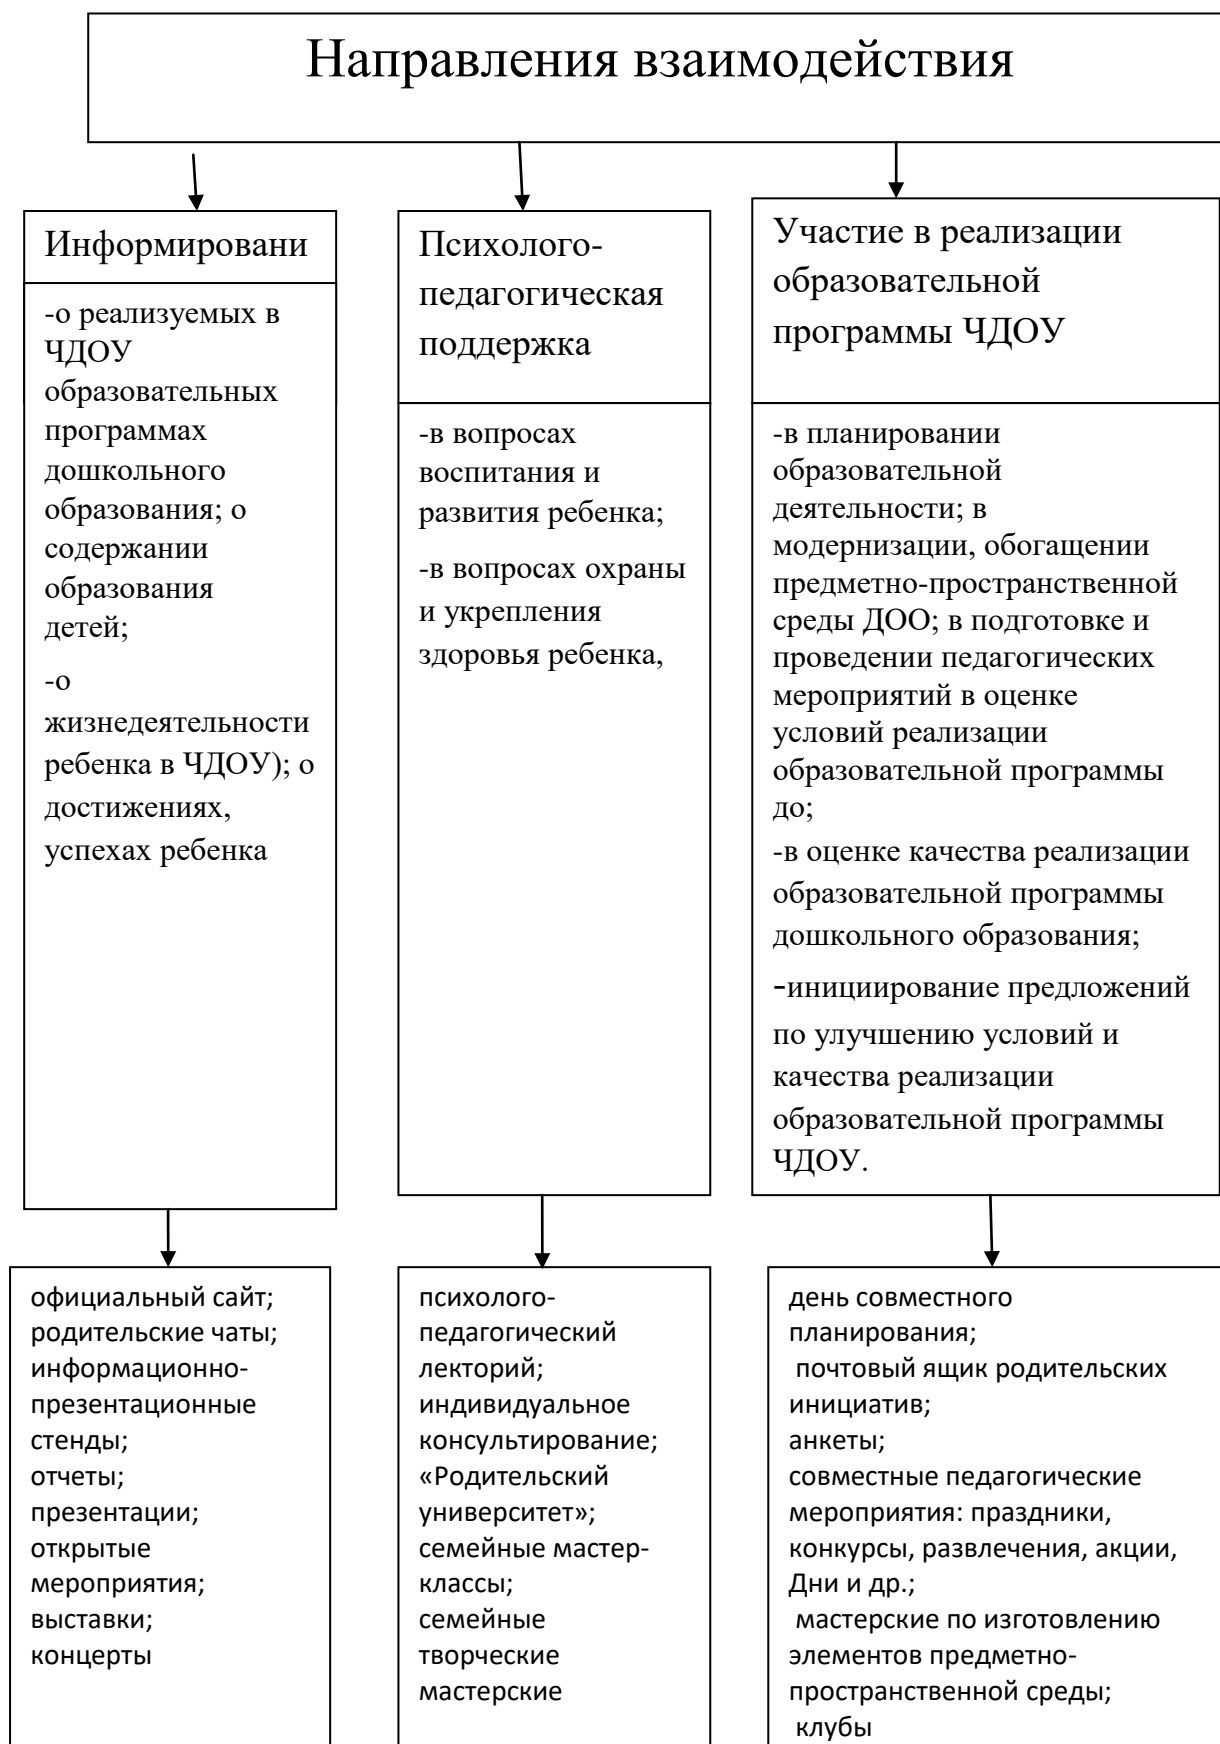 Направления взаимодействия
Информировани
-о реализуемых в
ЧДОУ
образовательных
программах
дошкольного
образования; о
содержании
образования
детей;
-о
жизнедеятельности
ребенка в ЧДОУ); о
достижениях,
успехах ребенка
Психолого-
педагогическая
поддержка
-в вопросах
воспитания и
развития ребенка;
-в вопросах охраны
и укрепления
здоровья ребенка,
Участие в реализации
образовательной
программы ЧДОУ
-в планировании
образовательной
деятельности; в
модернизации, обогащении
предметно-пространственной
среды ДОО; в подготовке и
проведении педагогических
мероприятий в оценке
условий реализации
образовательной программы
до;
-в оценке качества реализации
образовательной программы
дошкольного образования;
-инициирование предложений
по улучшению условий и
качества реализации
образовательной программы
ЧДОУ.
официальный сайт;
родительские чаты;
информационно-
презентационные
стенды;
отчеты;
презентации;
открытые
мероприятия;
выставки;
концерты
психолого-
педагогический
лекторий;
индивидуальное
консультирование;
«Родительский
университет»;
семейные мастер-
классы;
семейные
творческие
мастерские
день совместного
планирования;
почтовый ящик родительских
инициатив;
анкеты;
совместные педагогические
мероприятия: праздники,
конкурсы, развлечения, акции,
Дни и др.;
мастерские по изготовлению
элементов предметно-
пространственной среды;
клубы